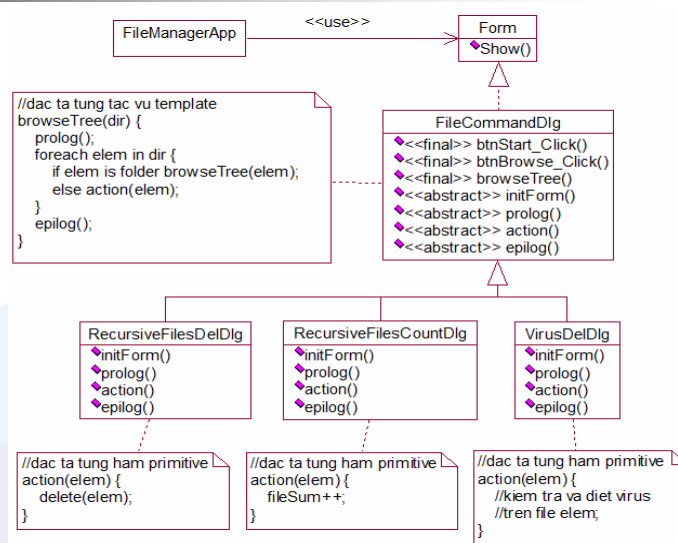 FileManagerApp
<<use>>
Form
Show()
//dac ta tung tac vu template
browseTree(dir) {
prolog();
foreach elem in dir {
if elem is folder browseTree(elem);
else action(elem);
}
epilog();
}
FileCommandDlg
<<final>> btnStart_Click()
<<final>> btnBrowse_Click()
<<final>> browseTree()
<<abstract>> initForm()
<<abstract>> prolog()
<<abstract>> action()
<<abstract>> epilog()
RecursiveFilesDelDlg
initForm()
prolog()
action()
epilog()
RecursiveFilesCountDlg
initForm()
prolog()
action()
epilog()
VirusDelDlg
initForm()
prolog()
action()
epilog()
//dac ta tung ham primitive
action(elem) {
delete(elem);
}
//dac ta tung ham primitive
action(elem) {
fileSum++;
}
//dac ta tung ham primitive
action(elem) {
//kiem tra va diet virus
//tren file elem;
}